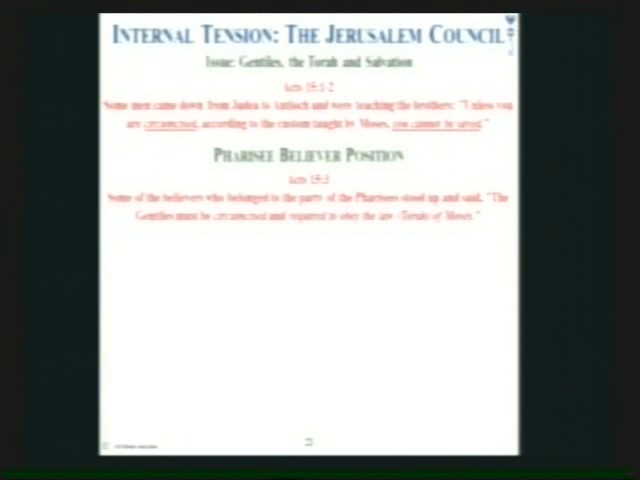 INTERNAL TENSION: THE JERUSALEM COUNCIL
Issue: Gentiles, the Torah and Salvation
Acts 15:1-2
Some men came down from Judea to Antioch and were teaching the brothers: "Unless you
are circumcised, according to the custom taught by Moses, you cannot be saved."
PHARISEE BELIEVER POSITION
Acts 15:5
Some of the believers who belonged to the party of the Pharisees stood up and said, "The
Gentiles must be circumcised and required to obey the law (Torah) of Moses."